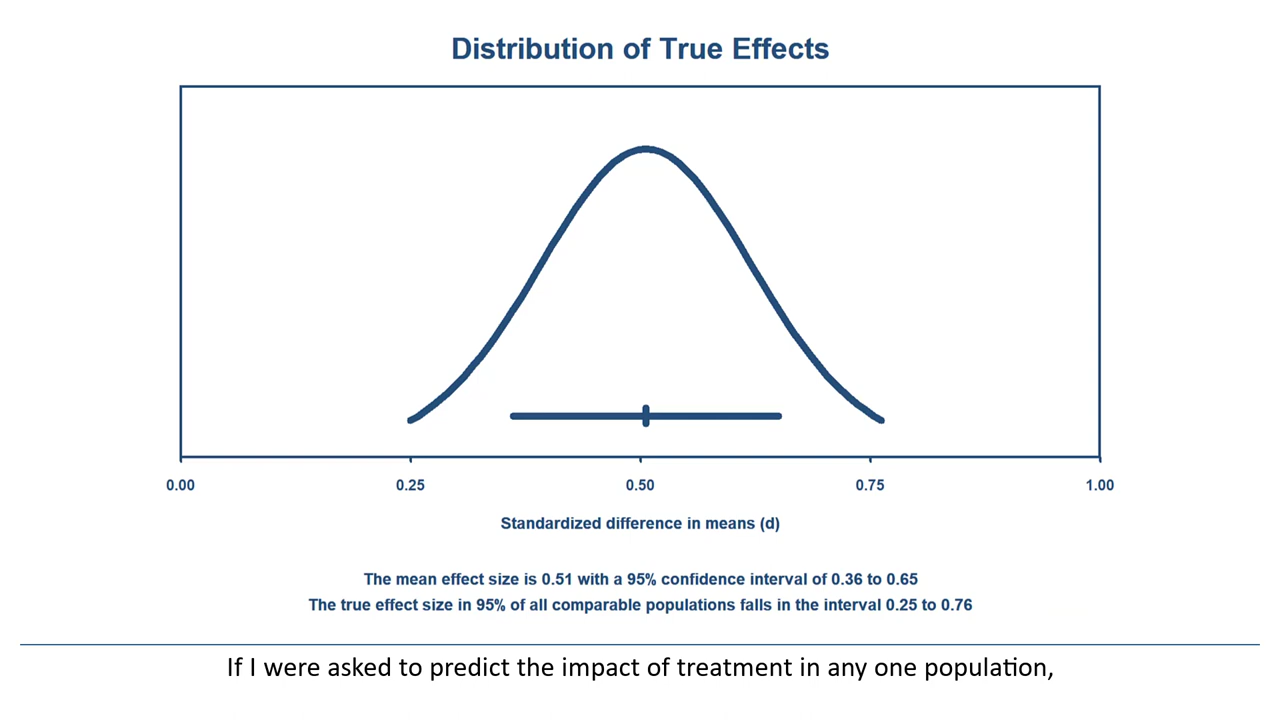 Distribution of True Effects
0.00 0.25 0.50 0.75 1.00
Standardized difference in means (d)
The mean effect size is 0.51 with a 95% confidence interval of 0.36 to 0.65
The true effect size in 95% of all comparable populations falls in the interval 0.25 to 0.76
If I were asked to predict the impact of treatment in any one population,